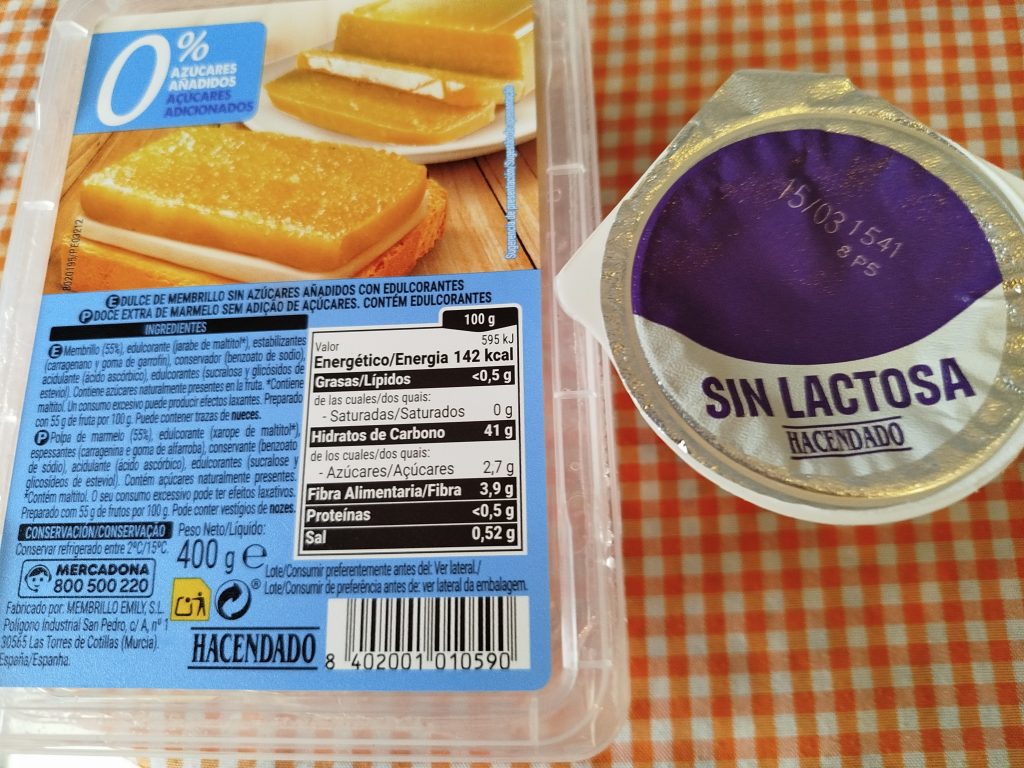 0%
AZÚCARES
AÑADIDOS
AÇÚCARES
ADICIONADOS
8020199/PE03212
Sugerencia de presentación/Sugestão de apresentação
E DULCE DE MEMBRILLO SIN AZÚCARES AÑADIDOS CON EDULCORANTES
P DOCE EXTRA DE MARMELO SEM ADIÇÃO DE AÇÚCARES. CONTÉM EDULCORANTES
INGREDIENTES
E Membrillo (55%), edulcorante (jarabe de maltitol*), estabilizantes
(carragenano y goma de garrofín), conservador (benzoato de sodio),
acidulante (ácido ascórbico), edulcorantes (sucralosa y glicósidos de
esteviol). Contiene azúcares naturalmente presentes en la fruta. *Contiene
maltitol. Un consumo excesivo puede producir efectos laxantes. Preparado
con 55 g de fruta por 100 g. Puede contener trazas de nueces.
P Polpa de marmelo (55%), edulcorante (xarope de maltitol*),
espessantes (carragenina e goma de alfarroba), conservante (benzoato
de sódio), acidulante (ácido ascórbico), edulcorantes (sucralose y
glicosídeos de esteviol). Contém açúcares naturalmente presentes.
*Contém maltitol. O seu consumo excessivo pode ter efeitos laxativos.
Preparado com 55 g de frutos por 100 g. Pode conter vestígios de nozes.
100 g
Valor 595 kJ
Energético/Energia 142 kcal
Grasas/Lípidos <0,5 g
de las cuales/dos quais:
- Saturadas/Saturados 0 g
Hidratos de Carbono 41 g
de los cuales/dos quais:
- Azúcares/Açúcares 2,7 g
Fibra Alimentaria/Fibra 3,9 g
Proteínas <0,5 g
Sal 0,52 g
CONSERVACIÓN/CONSERVAÇÃO
Conservar refrigerado entre 2ºC/15ºC.
Peso Neto/Líquido:
400 g e
MERCADONA
800 500 220
Lote/Consumir preferentemente antes del: Ver lateral./
Lote/Consumir de preferência antes de: ver lateral da embalagem.
Fabricado por: MEMBRILLO EMILY, S.L.
Polígono Industrial San Pedro, c/ A, nº 1
30565 Las Torres de Cotillas (Murcia).
España/Espanha.
HACENDADO
8 402001 010590
15/03 1541
8 P5
SIN LACTOSA
HACENDADO